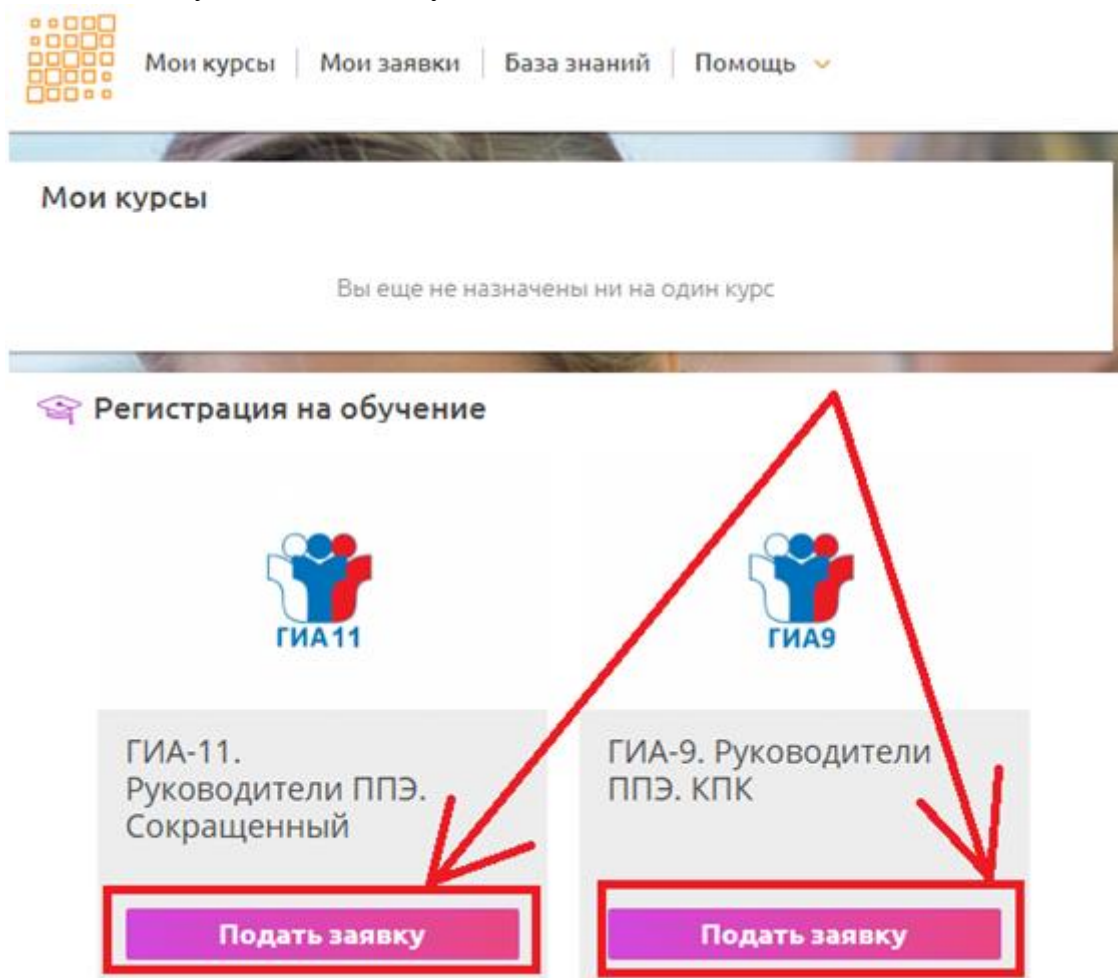 Мои курсы | Мои заявки | База знаний | Помощь
Мои курсы
Вы еще не назначены ни на один курс
Регистрация на обучение
ГИА11
ГИА9
ГИА-11.
Руководители ППЭ.
Сокращенный
Подать заявку
ГИА-9. Руководители
ППЭ. КПК
Подать заявку